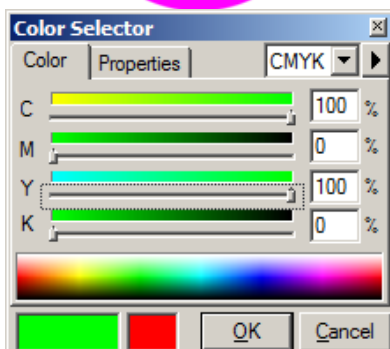 Color Selector
Color Properties CMYK
C 100 %
M 0 %
Y 100 %
K 0 %
OK Cancel